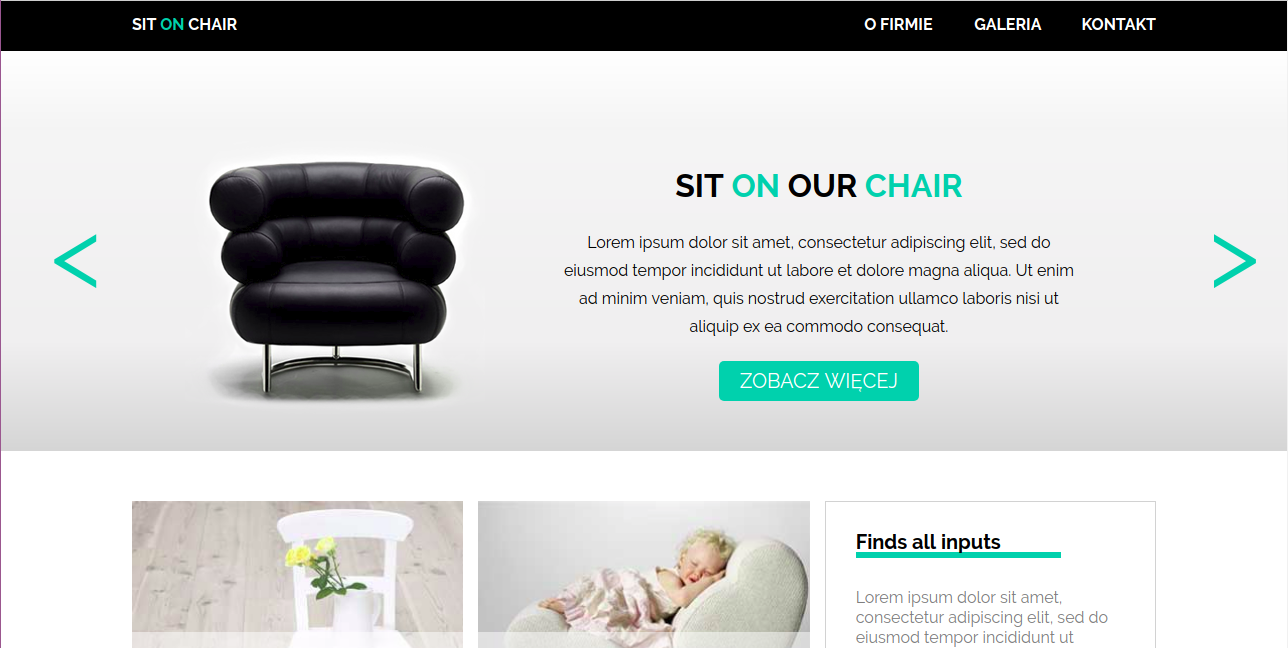 SIT ON CHAIR
O FIRMIE
GALERIA
KONTAKT
SIT ON OUR CHAIR
Lorem ipsum dolor sit amet, consectetur adipiscing elit, sed do
eiusmod tempor incididunt ut labore et dolore magna aliqua. Ut enim
ad minim veniam, quis nostrud exercitation ullamco laboris nisi ut
aliquip ex ea commodo consequat.
ZOBACZ WIĘCEJ
Finds all inputs
Lorem ipsum dolor sit amet,
consectetur adipiscing elit, sed do
eiusmod tempor incididunt ut